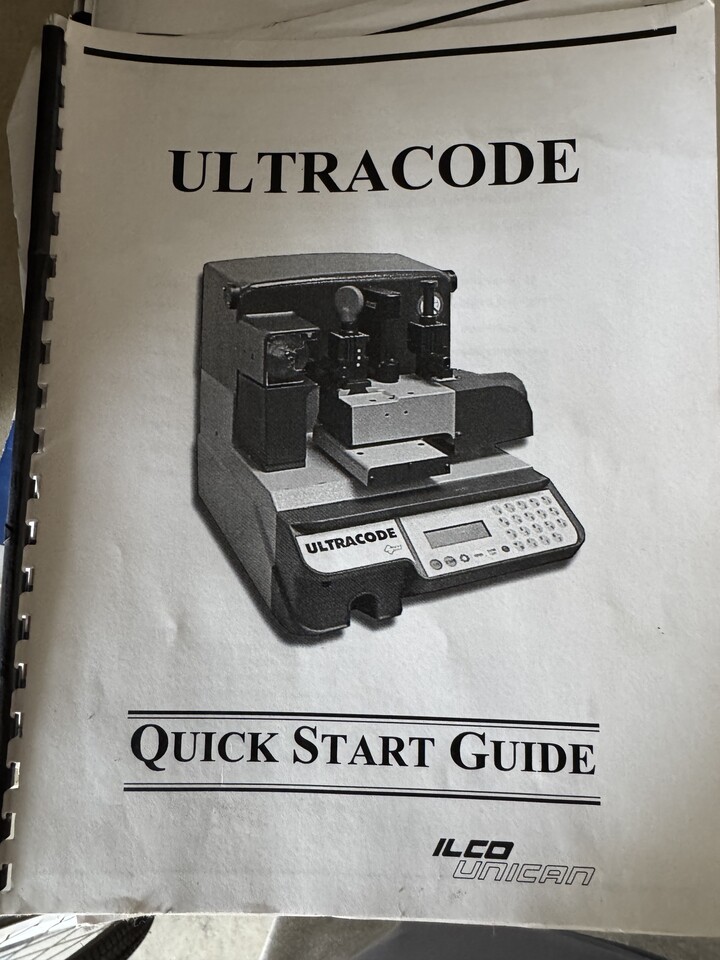 ULTRACODE
ULTRACODE
QUICK START GUIDE
ILCO
UNICAN